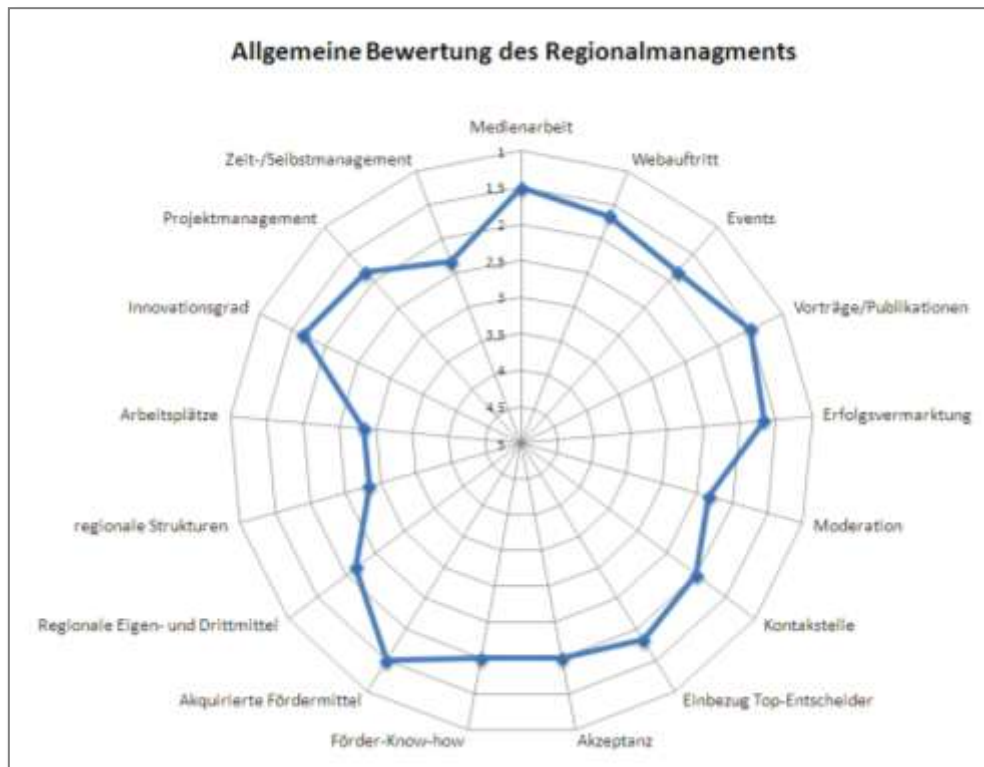 Allgemeine Bewertung des Regionalmanagments
Medienarbeit
Zeit-/Selbstmanagement
Webauftritt
Projektmanagement
Events
Innovationsgrad
Vorträge/Publikationen
Arbeitsplätze
Erfolgsvermarktung
regionale Strukturen
Moderation
Regionale Eigen- und Drittmittel
Kontakstelle
Akquirierte Fördermittel
Einbezug Top-Entscheider
Förder-Know-how
Akzeptanz
1
1,5
2
2,5
3
3,5
4
4,5
5